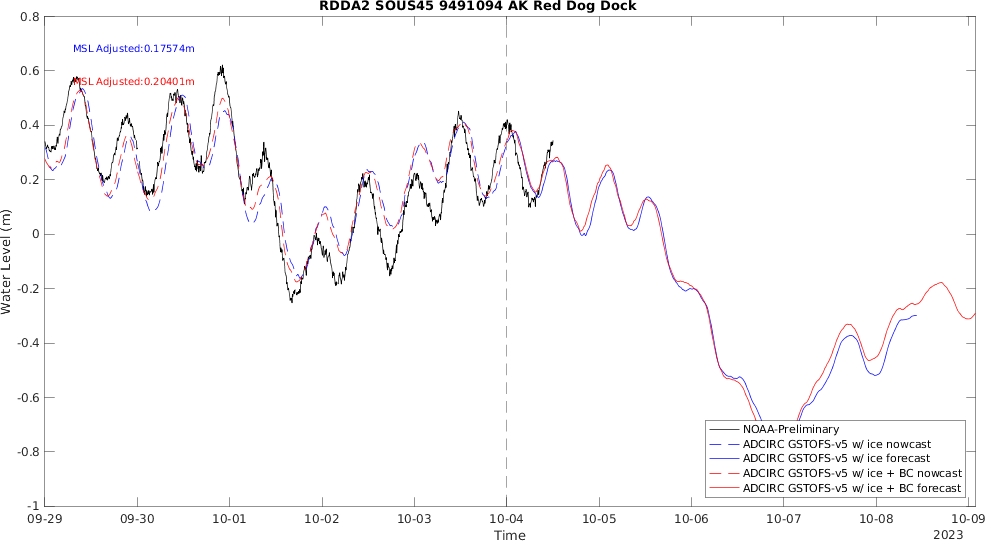 RDDA2 SOUS45 9491094 AK Red Dog Dock
MSL Adjusted:0.17574m
MSL Adjusted:0.20401m
Water Level (m)
0.8
0.6
0.4
0.2
0
-0.2
-0.4
-0.6
-0.8
-1
09-29
09-30
10-01
10-02
10-03
10-04
10-05
10-06
10-07
10-08
10-09
2023
Time
NOAA-Preliminary
ADCIRC GSTOFS-v5 w/ ice nowcast
ADCIRC GSTOFS-v5 w/ ice forecast
ADCIRC GSTOFS-v5 w/ ice + BC nowcast
ADCIRC GSTOFS-v5 w/ ice + BC forecast